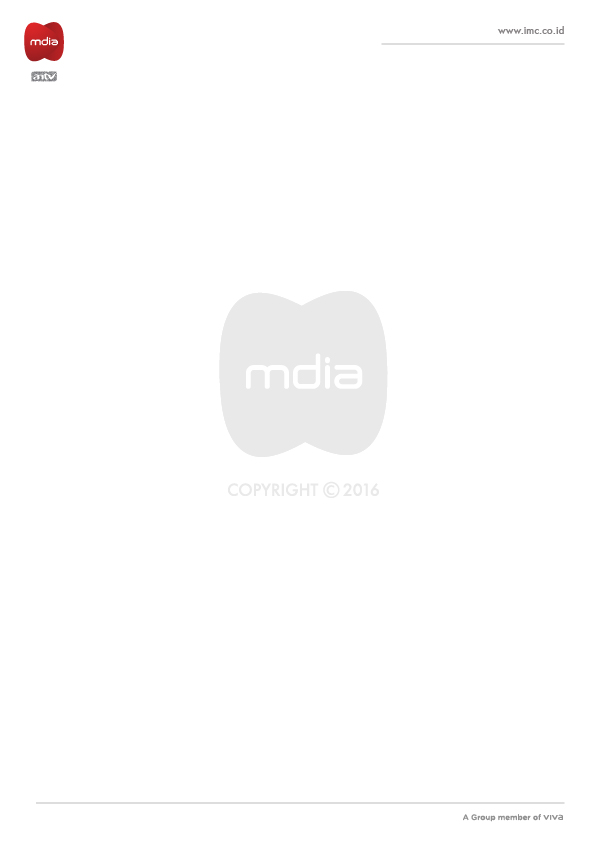 mdia
www.imc.co.id
antv
mdia
COPYRIGHT © 2016
A Group member of VIVA